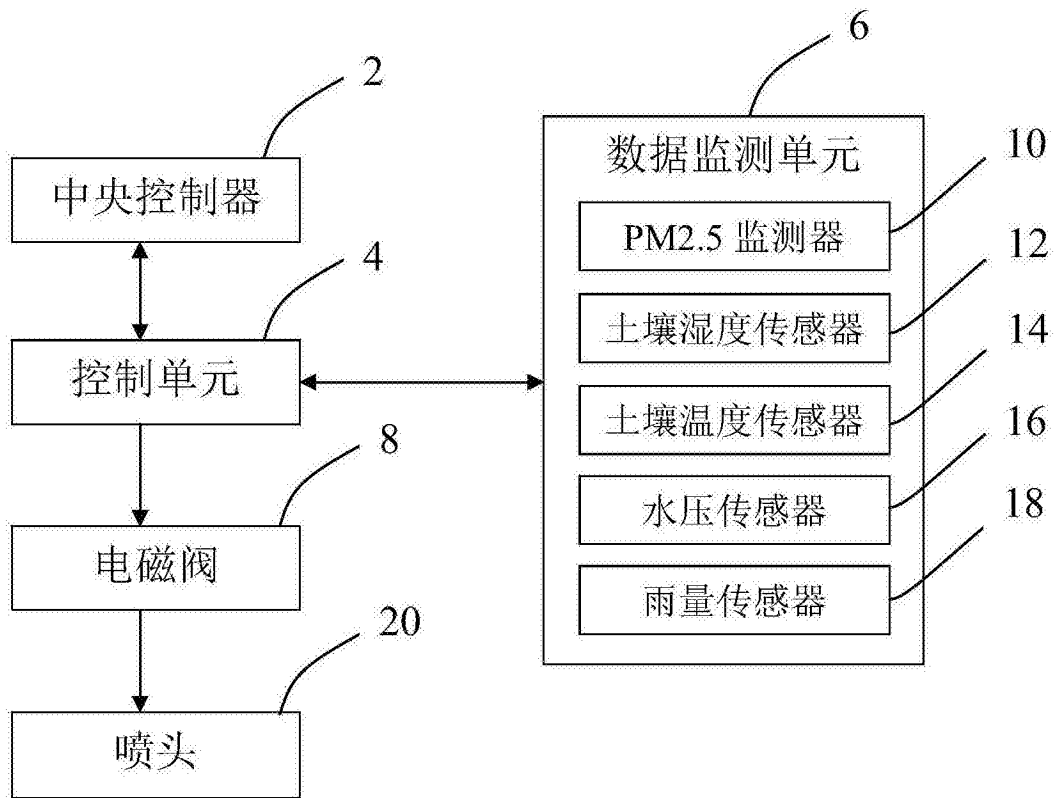 2
中央控制器
4
控制单元
8
电磁阀
20
喷头
6
数据监测单元
10
PM2.5 监测器
12
土壤湿度传感器
14
土壤温度传感器
16
水压传感器
18
雨量传感器